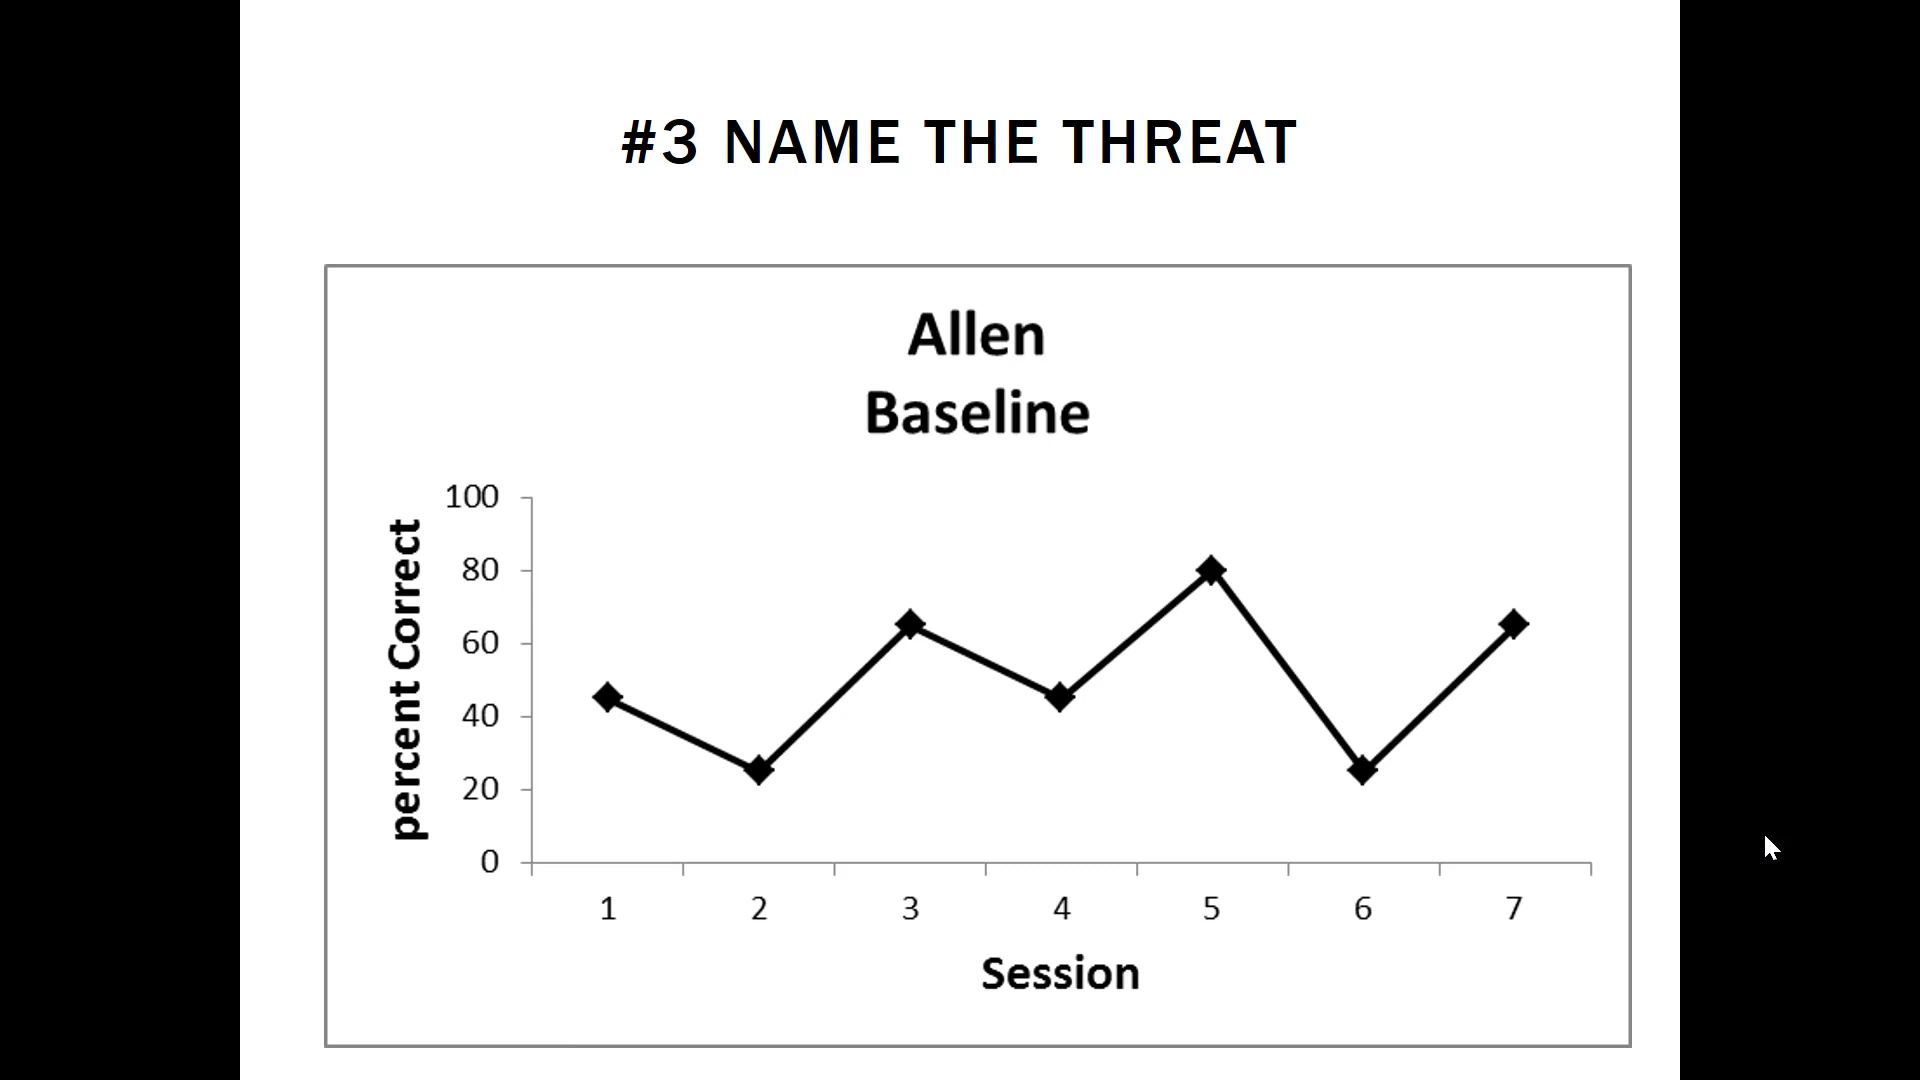 #3 NAME THE THREAT
Allen
Baseline
percent Correct
100
80
60
40
20
0
1 2 3 4 5 6 7
Session